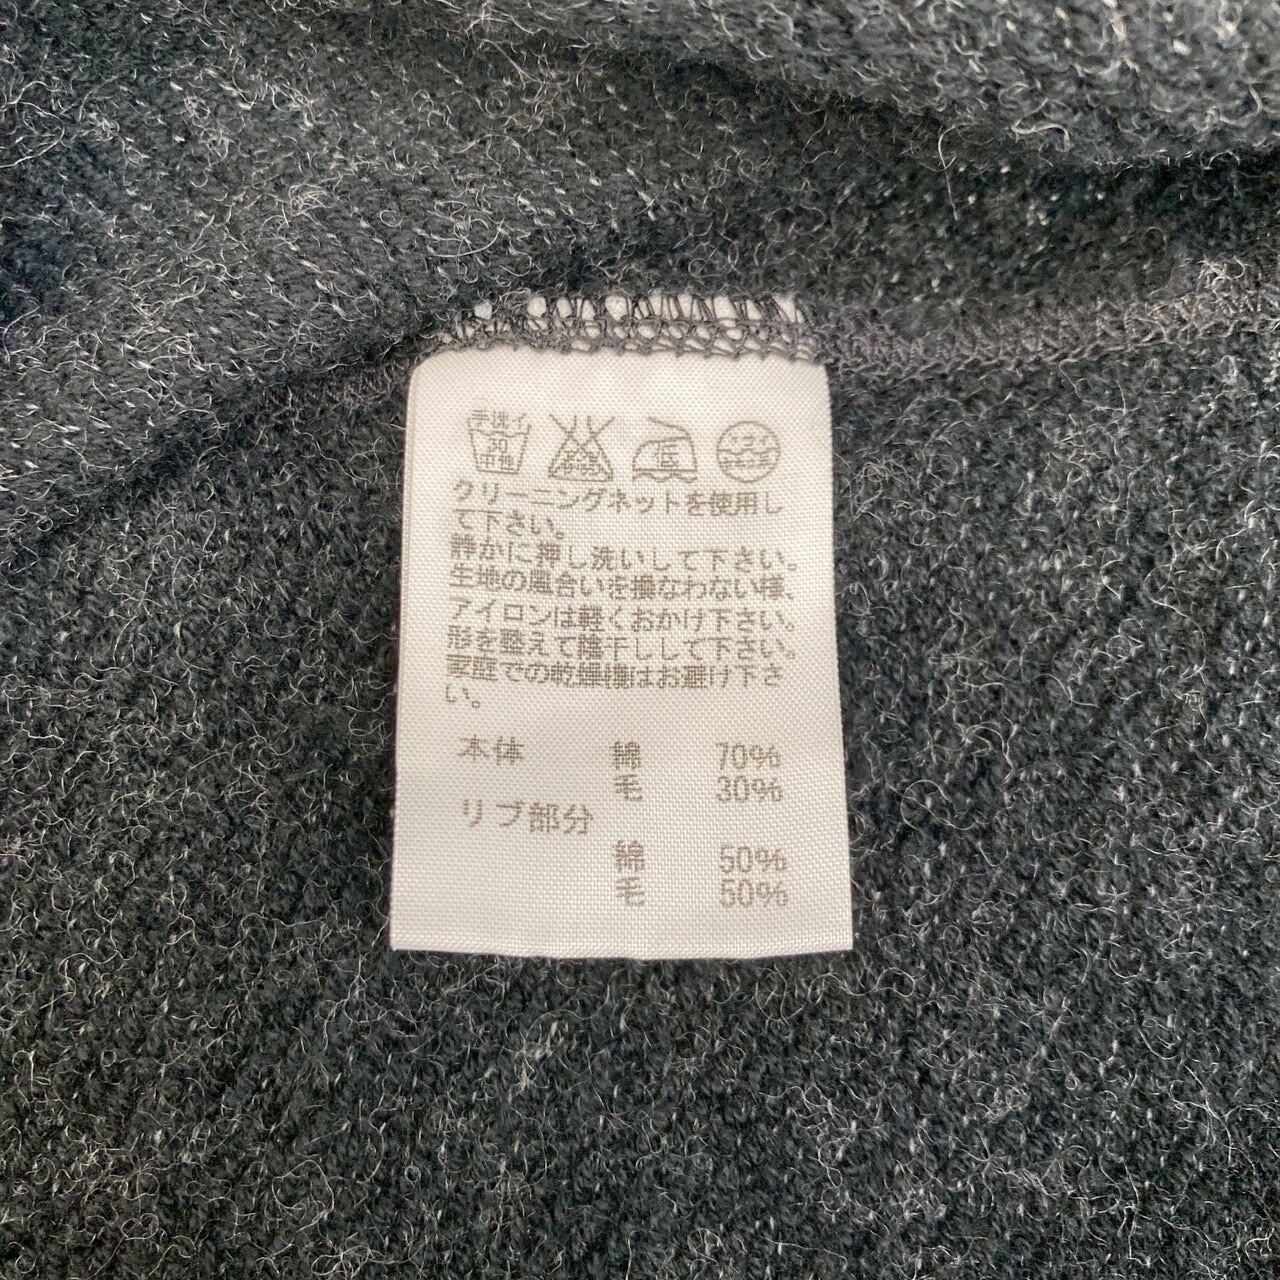 手洗イ
30
中性
クリーニングネットを使用し
て下さい。
静かに押し洗いして下さい。
生地の風合いを損なわない様、
アイロンは軽くおかけ下さい。
形を整えて陰干しして下さい。
家庭での乾燥機はお避け下さ
い。
本体 綿 70%
毛 30%
リブ部分
綿 50%
毛 50%